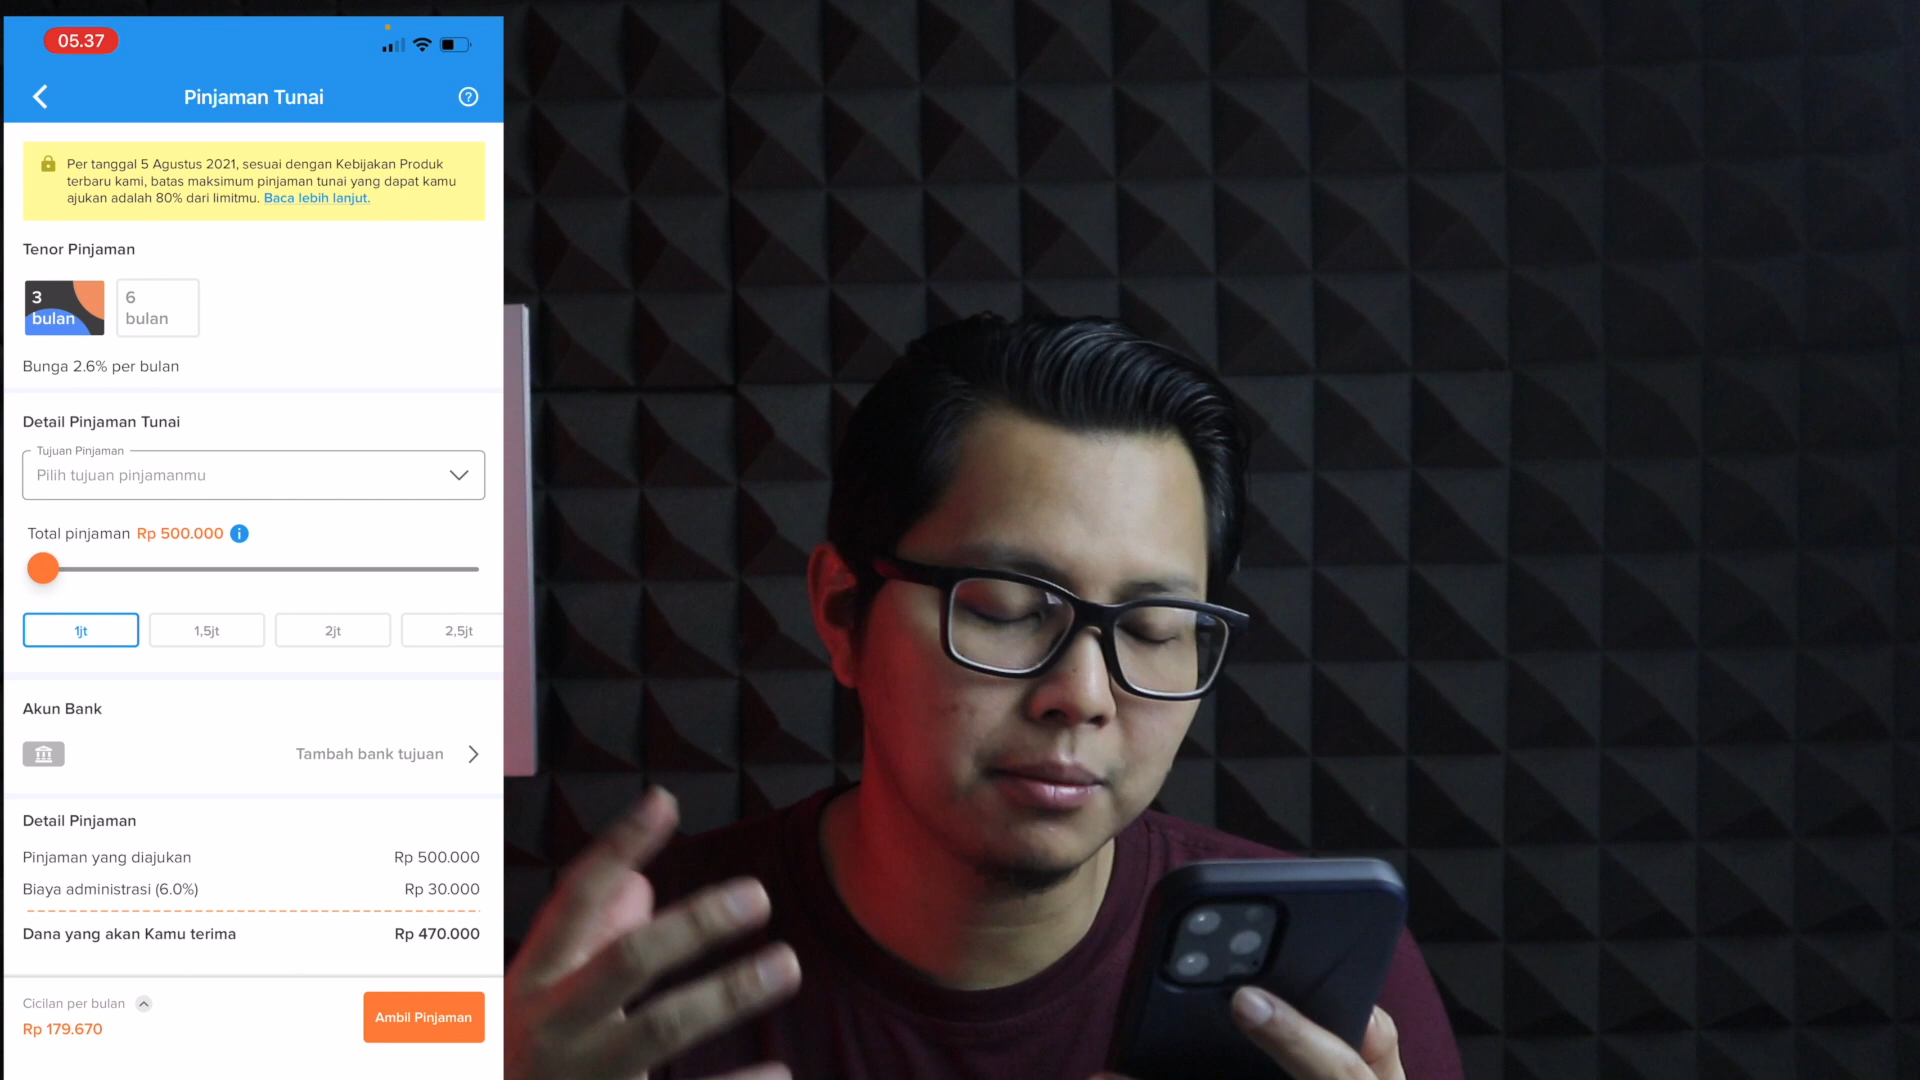 05.37
Pinjaman Tunai
Per tanggal 5 Agustus 2021, sesuai dengan Kebijakan Produk
terbaru kami, batas maksimum pinjaman tunai yang dapat kamu
ajukan adalah 80% dari limitmu. Baca lebih lanjut.
Tenor Pinjaman
3
bulan
6
bulan
Bunga 2.6% per bulan
Detail Pinjaman Tunai
Tujuan Pinjaman
Pilih tujuan pinjamanmu
Total pinjaman Rp 500.000
1jt 1,5jt 2jt 2,5jt
Akun Bank
Tambah bank tujuan
Detail Pinjaman
Pinjaman yang diajukan Rp 500.000
Biaya administrasi (6.0%) Rp 30.000
Dana yang akan Kamu terima Rp 470.000
Cicilan per bulan
Rp 179.670
Ambil Pinjaman